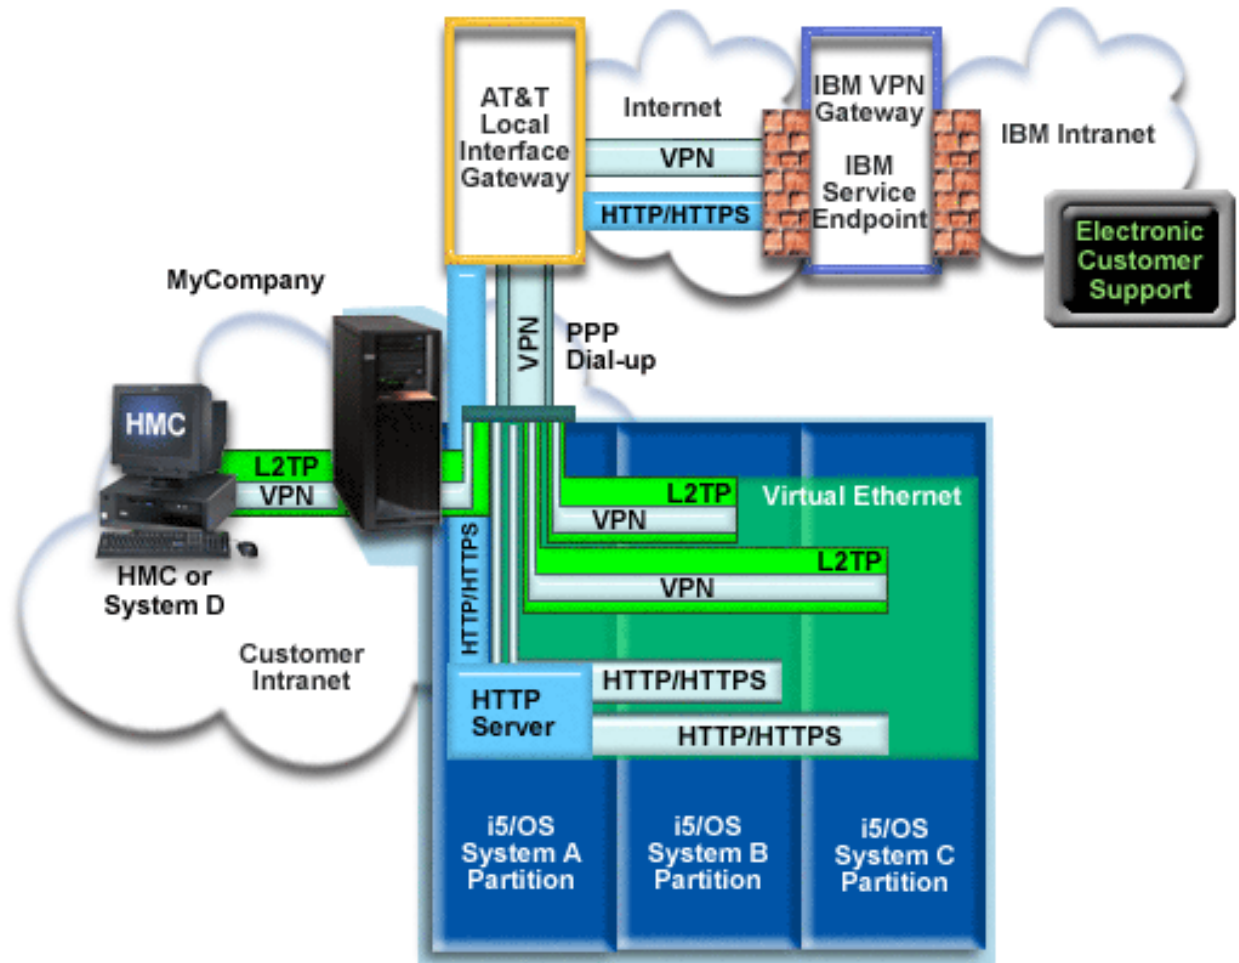 AT&T
Local
Interface
Gateway
Internet
VPN
HTTP/HTTPS
IBM VPN
Gateway
IBM
Service
Endpoint
IBM Intranet
Electronic
Customer
Support
MyCompany
VPN
PPP
Dial-up
HMC
L2TP
VPN
HMC or
System D
Customer
Intranet
HTTP/HTTPS
L2TP
VPN
Virtual Ethernet
L2TP
VPN
HTTP
Server
HTTP/HTTPS
HTTP/HTTPS
i5/OS
System A
Partition
i5/OS
System B
Partition
i5/OS
System C
Partition